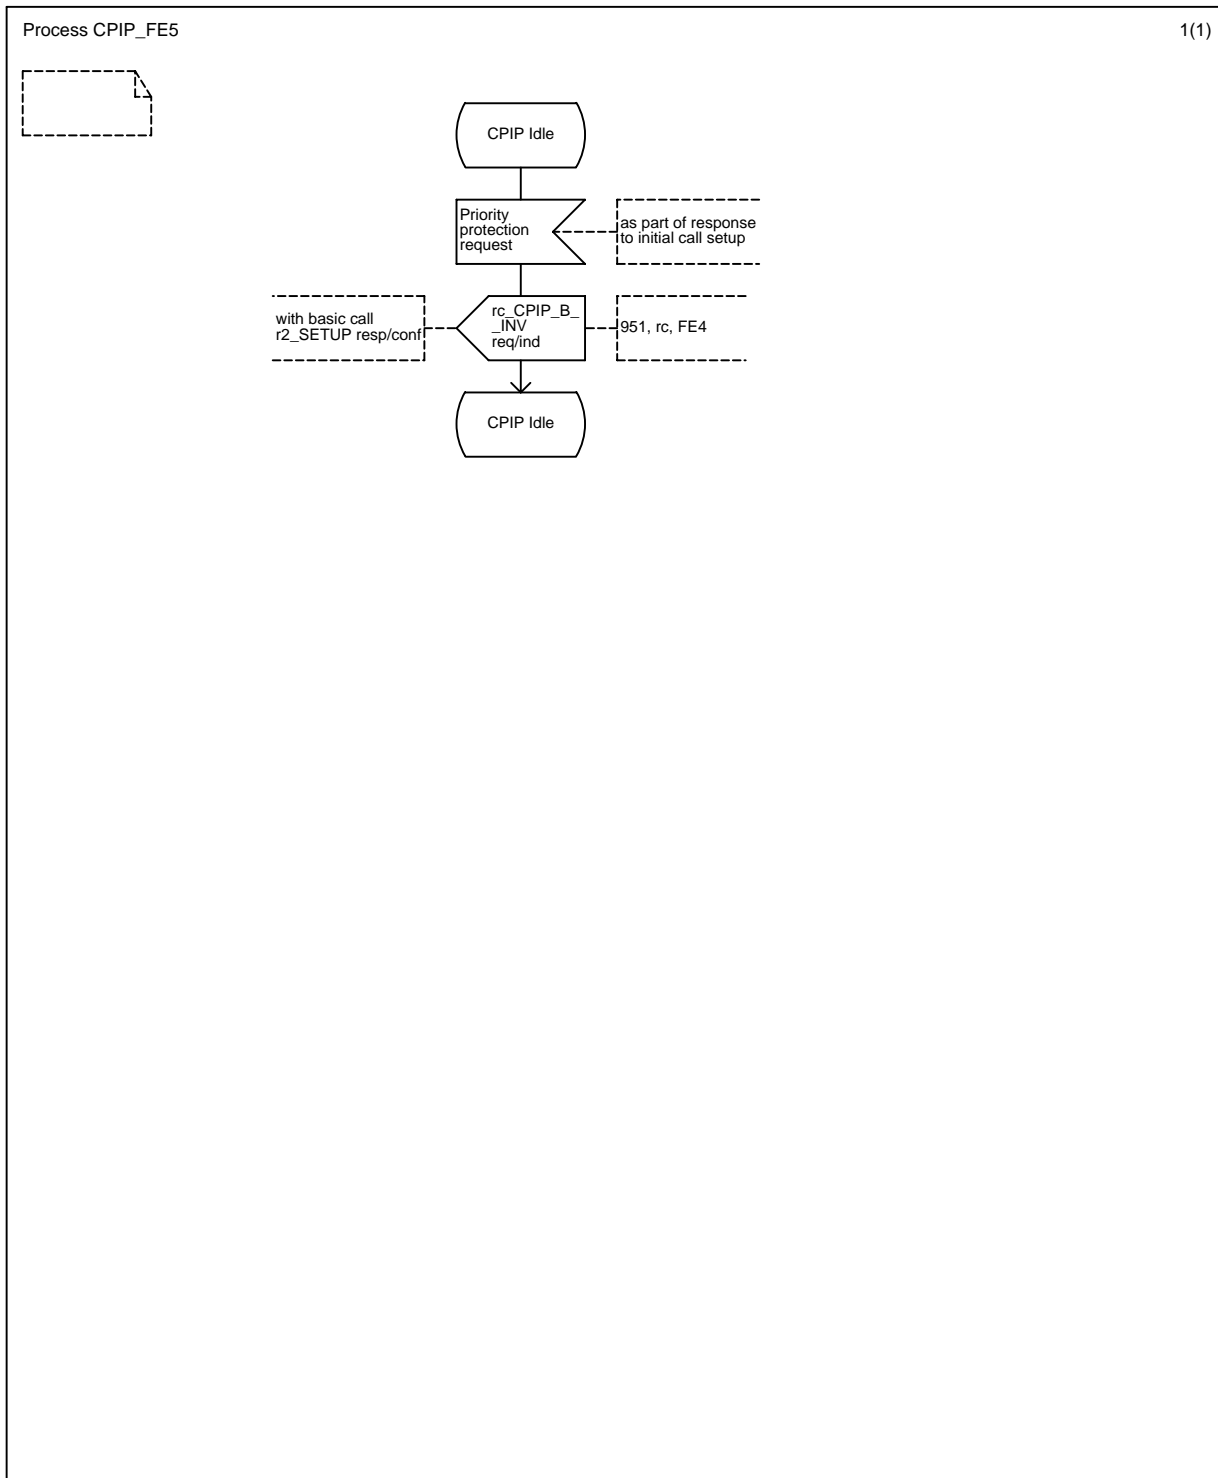 Process CPIP_FE5
1(1)
CPIP Idle
Priority
protection
request
as part of response
to initial call setup
with basic call
r2_SETUP resp/conf
rc_CPIP_B_
_INV
req/ind
951, rc, FE4
CPIP Idle